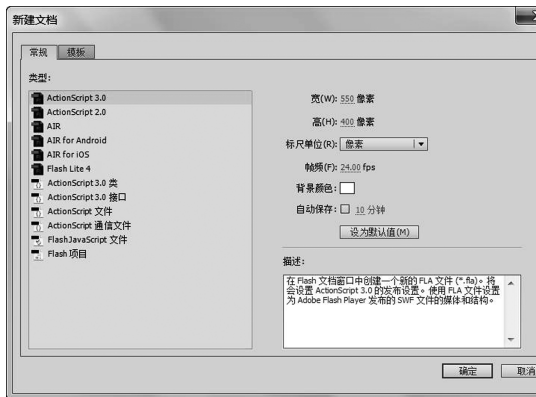 新建文档
常规 模板
类型:
ActionScript 3.0
ActionScript 2.0
AIR
AIR for Android
AIR for iOS
Flash Lite 4
ActionScript 3.0 类
ActionScript 3.0 接口
ActionScript 文件
ActionScript 通信文件
FlashJavaScript 文件
Flash 项目
宽(W): 550 像素
高(H): 400 像素
标尺单位(R): 像素
帧频(F): 24.00 fps
背景颜色:
自动保存: 10 分钟
设为默认值(M)
描述:
在 Flash 文档窗口中创建一个新的 FLA 文件 (*.fla)。将
会设置 ActionScript 3.0 的发布设置。使用 FLA 文件设置
为 Adobe Flash Player 发布的 SWF 文件的媒体和结构。
确定 取消